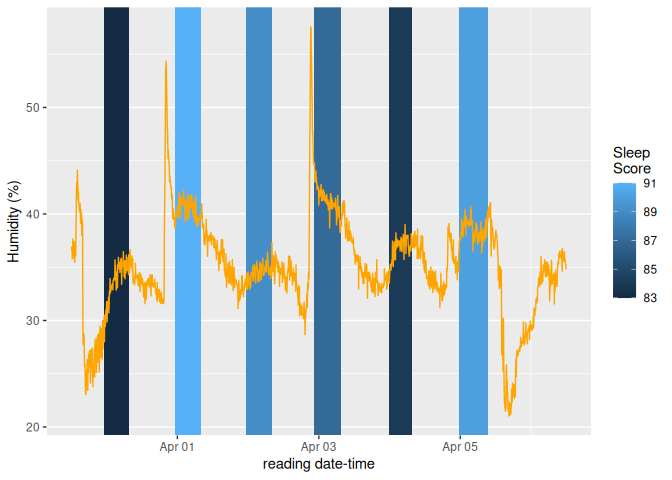 Humidity (%)
50
40
30
20
Apr 01
Apr 03
Apr 05
reading date-time
Sleep
Score
91
89
87
85
83